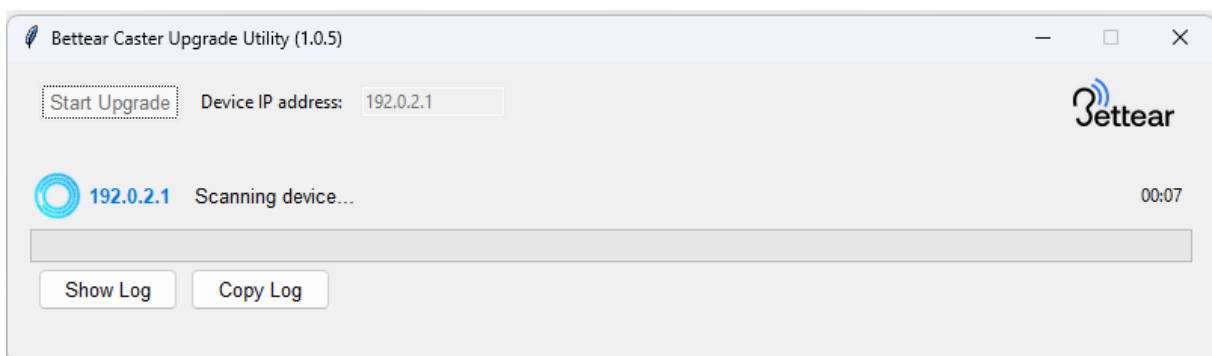 Bettear Caster Upgrade Utility (1.0.5)
Start Upgrade Device IP address: 192.0.2.1
Bettear
192.0.2.1 Scanning device... 00:07
Show Log Copy Log